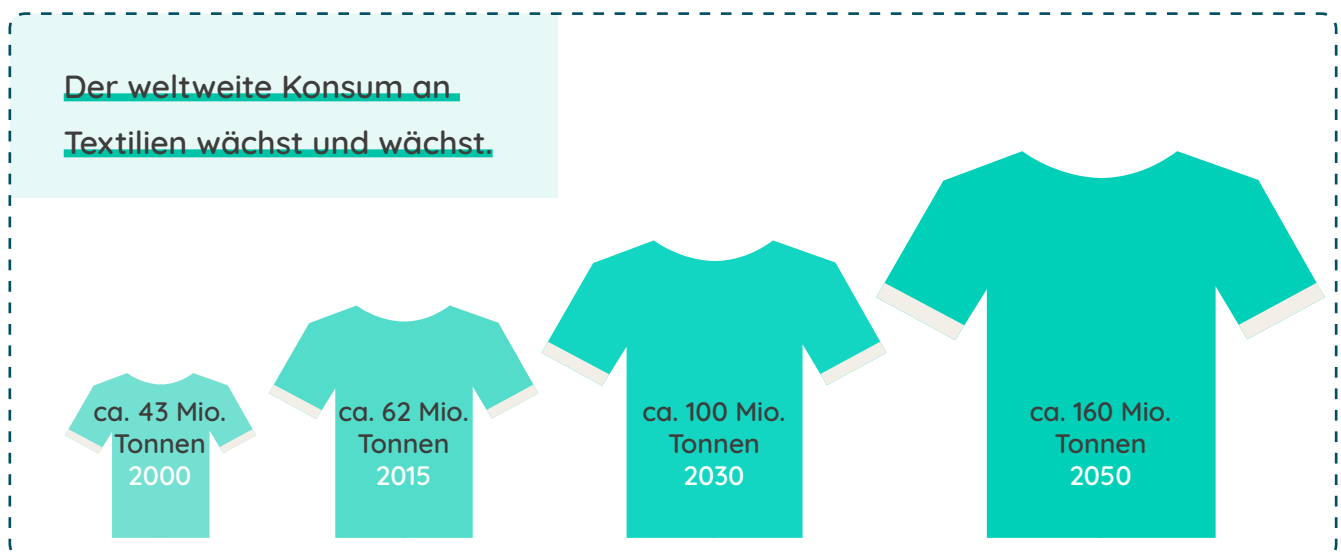 Der weltweite Konsum an
Textilien wächst und wächst.
ca. 43 Mio.
Tonnen
2000
ca. 62 Mio.
Tonnen
2015
ca. 100 Mio.
Tonnen
2030
ca. 160 Mio.
Tonnen
2050